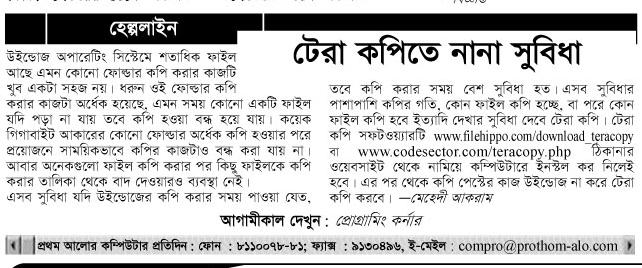 হেল্পলাইন
টেরা কপিতে নানা সুবিধা
উইন্ডোজ অপারেটিং সিস্টেমে শতাধিক ফাইল
আছে এমন কোনো ফোল্ডার কপি করার কাজটি
খুব একটা সহজ নয়। ধরুন ওই ফোল্ডার কপি
করার কাজটা অর্ধেক হয়েছে, এমন সময় কোনো একটি ফাইল
যদি পড়া না যায় তবে কপি হওয়া বন্ধ হয়ে যায়। কয়েক
গিগাবাইট আকারের কোনো ফোল্ডার অর্ধেক কপি হওয়ার পরে
প্রয়োজনে সাময়িকভাবে কপির কাজটাও বন্ধ করা যায় না।
আবার অনেকগুলো ফাইল কপি করার পর কিছু ফাইলকে কপি
করার তালিকা থেকে বাদ দেওয়ারও ব্যবস্থা নেই।
এসব সুবিধা যদি উইন্ডোজের কপি করার সময় পাওয়া যেত,
তবে কপি করার সময় বেশ সুবিধা হত। এসব সুবিধার
পাশাপাশি কপির গতি, কোন ফাইল কপি হচ্ছে, বা পরে কোন
ফাইল কপি হবে ইত্যাদি দেখার সুবিধা দেবে টেরা কপি। টেরা
কপি সফটওয়্যারটি www.filehippo.com/download_teracopy
বা www.codesector.com/teracopy.php ঠিকানার
ওয়েবসাইট থেকে নামিয়ে কম্পিউটারে ইনস্টল কর নিলেই
হবে। এর পর থেকে কপি পেস্টের কাজ উইন্ডোজ না করে টেরা
কপি করবে। —মেহেদী আকরাম
আগামীকাল দেখুন : প্রোগ্রামিং কর্নার
প্রথম আলোর কম্পিউটার প্রতিদিন : ফোন : ৮১১০০৭৮-৮১; ফ্যাক্স : ৯১৩০৪৯৬, ই-মেইল : compro@prothom-alo.com